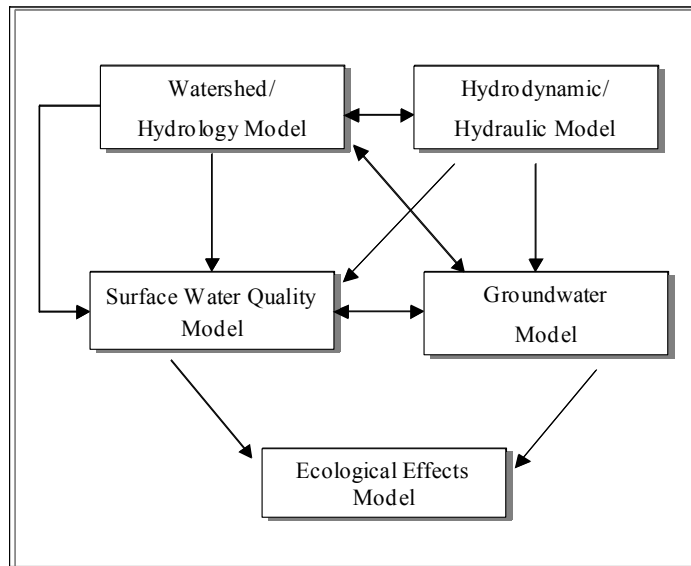 Watershed/
Hydrology Model
Hydrodynamic/
Hydraulic Model
Surface Water Quality
Model
Groundwater
Model
Ecological Effects
Model